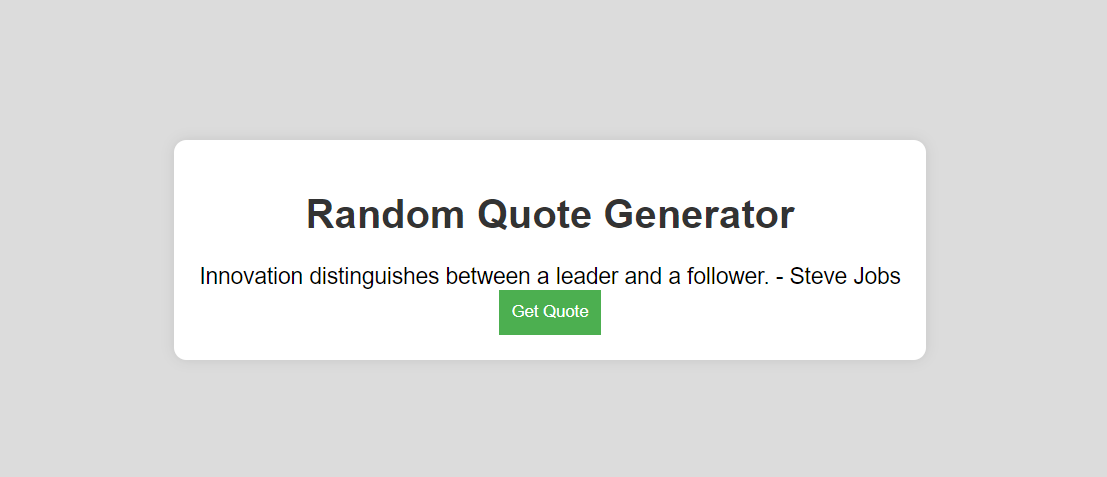 Random Quote Generator
Innovation distinguishes between a leader and a follower. - Steve Jobs
Get Quote